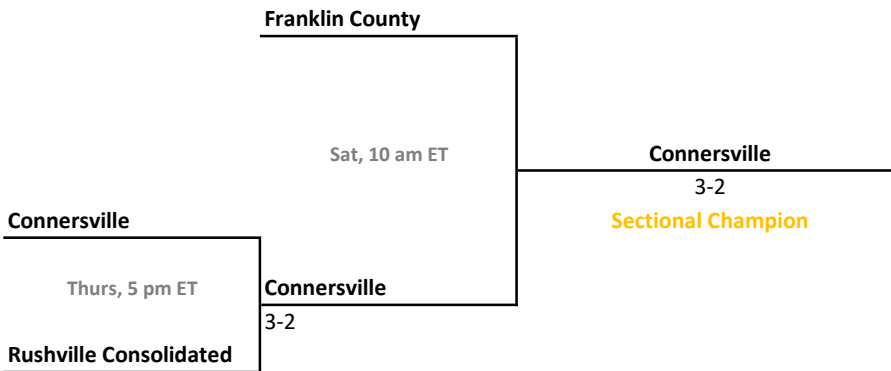 Franklin County
Sat, 10 am ET
Connersville
3-2
Connersville
Sectional Champion
Thurs, 5 pm ET
Connersville
3-2
Rushville Consolidated